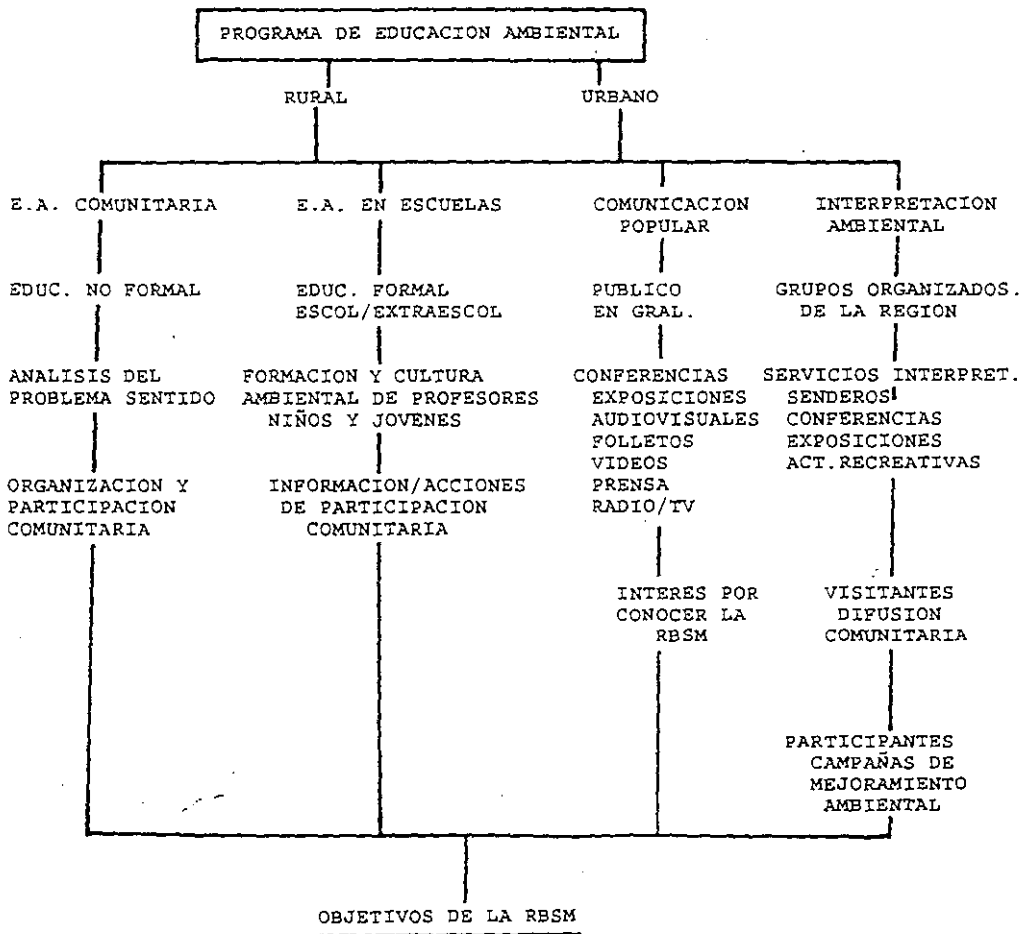 PROGRAMA DE EDUCACION AMBIENTAL
RURAL
URBANO
E.A. COMUNITARIA
EDUC. NO FORMAL
ANALISIS DEL
PROBLEMA SENTIDO
ORGANIZACION Y
PARTICIPACION
COMUNITARIA
E.A. EN ESCUELAS
EDUC. FORMAL
ESCOL/EXTRAESCOL
FORMACION Y CULTURA
AMBIENTAL DE PROFESORES
NIÑOS Y JOVENES
INFORMACION/ACCIONES
DE PARTICIPACION
COMUNITARIA
COMUNICACION
POPULAR
PUBLICO
EN GRAL.
CONFERENCIAS
EXPOSICIONES
AUDIOVISUALES
FOLLETOS
VIDEOS
PRENSA
RADIO/TV
INTERES POR
CONOCER LA
RBSM
INTERPRETACION
AMBIENTAL
GRUPOS ORGANIZADOS.
DE LA REGION
SERVICIOS INTERPRET.
SENDEROS
CONFERENCIAS
EXPOSICIONES
ACT.RECREATIVAS
VISITANTES
DIFUSION
COMUNITARIA
PARTICIPANTES
CAMPAÑAS DE
MEJORAMIENTO
AMBIENTAL
OBJETIVOS DE LA RBSM